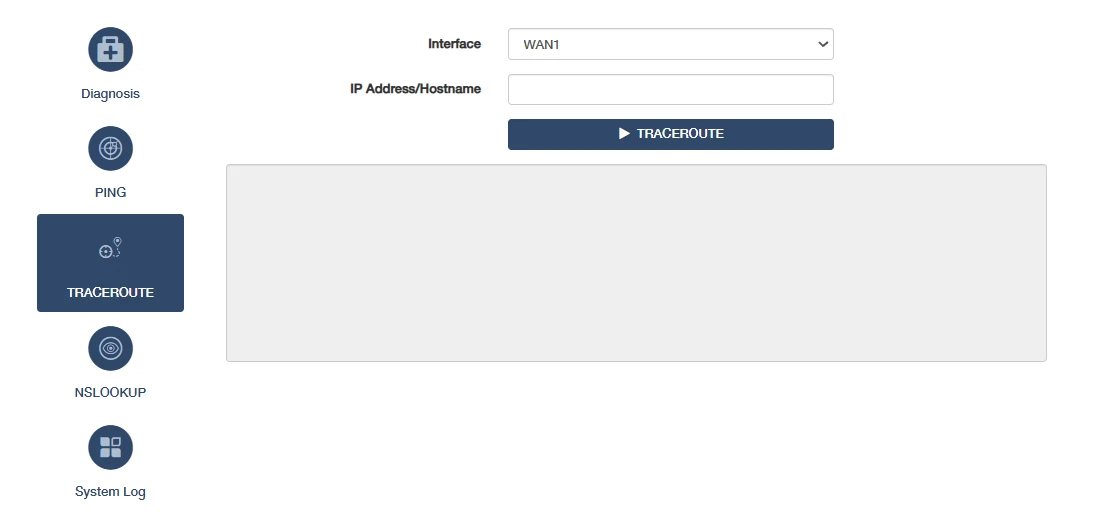 Diagnosis
PING
TRACEROUTE
NSLOOKUP
System Log
Interface
WAN1
IP Address/Hostname
TRACEROUTE